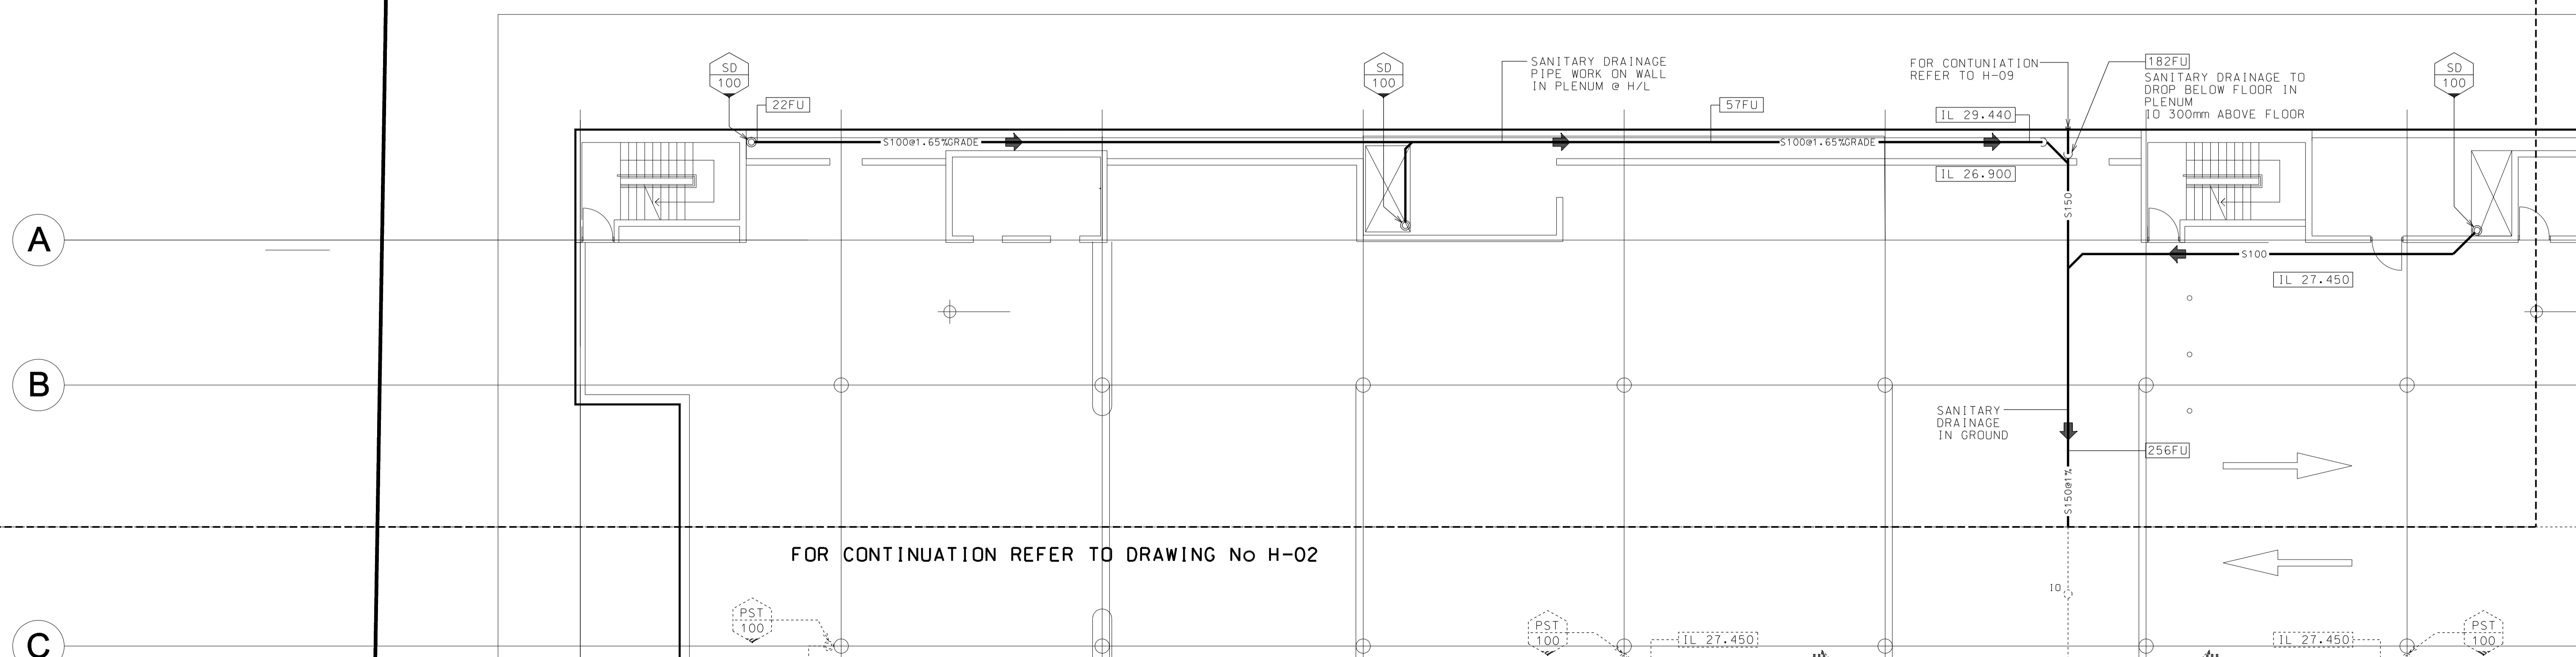 SD
100
22FU
SD
100
SANITARY DRAINAGE
PIPE WORK ON WALL
IN PLENUM @ H/L
57FU
FOR CONTUNIATION
REFER TO H-09
182FU
SANITARY DRAINAGE TO
DROP BELOW FLOOR IN
PLENUM
IO 300mm ABOVE FLOOR
SD
100
IL 29.440
S100@1.65%GRADE
S100@1.65%GRADE
IL 26.900
S150
A
S100
IL 27.450
B
SANITARY
DRAINAGE
IN GROUND
256FU
S150@1%
FOR CONTINUATION REFER TO DRAWING No H-02
IO
PST
100
PST
100
IL 27.450
IL 27.450
PST
100
C